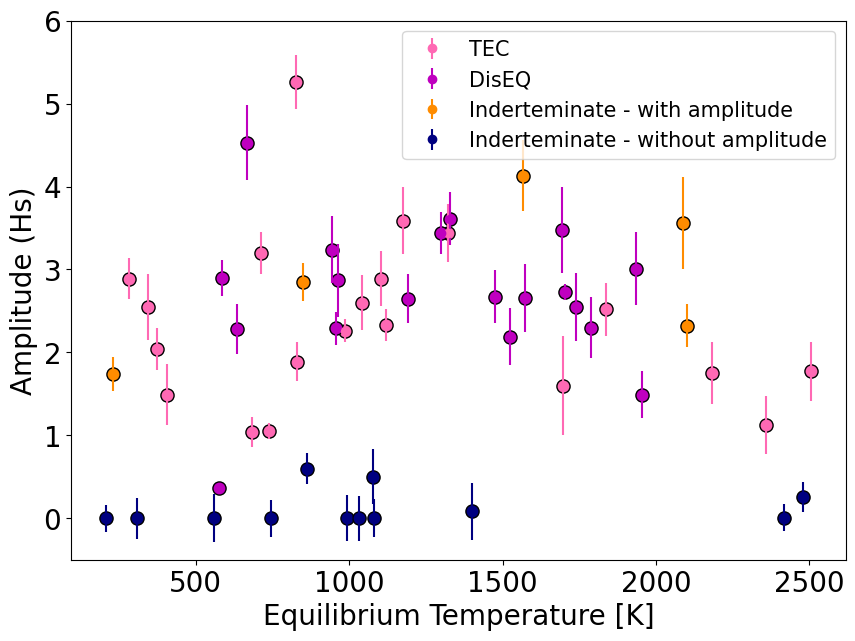 6
5
4
3
2
1
0
Amplitude (Hs)
TEC
DisEQ
Inderteminate - with amplitude
Inderteminate - without amplitude
500 1000 1500 2000 2500
Equilibrium Temperature [K]